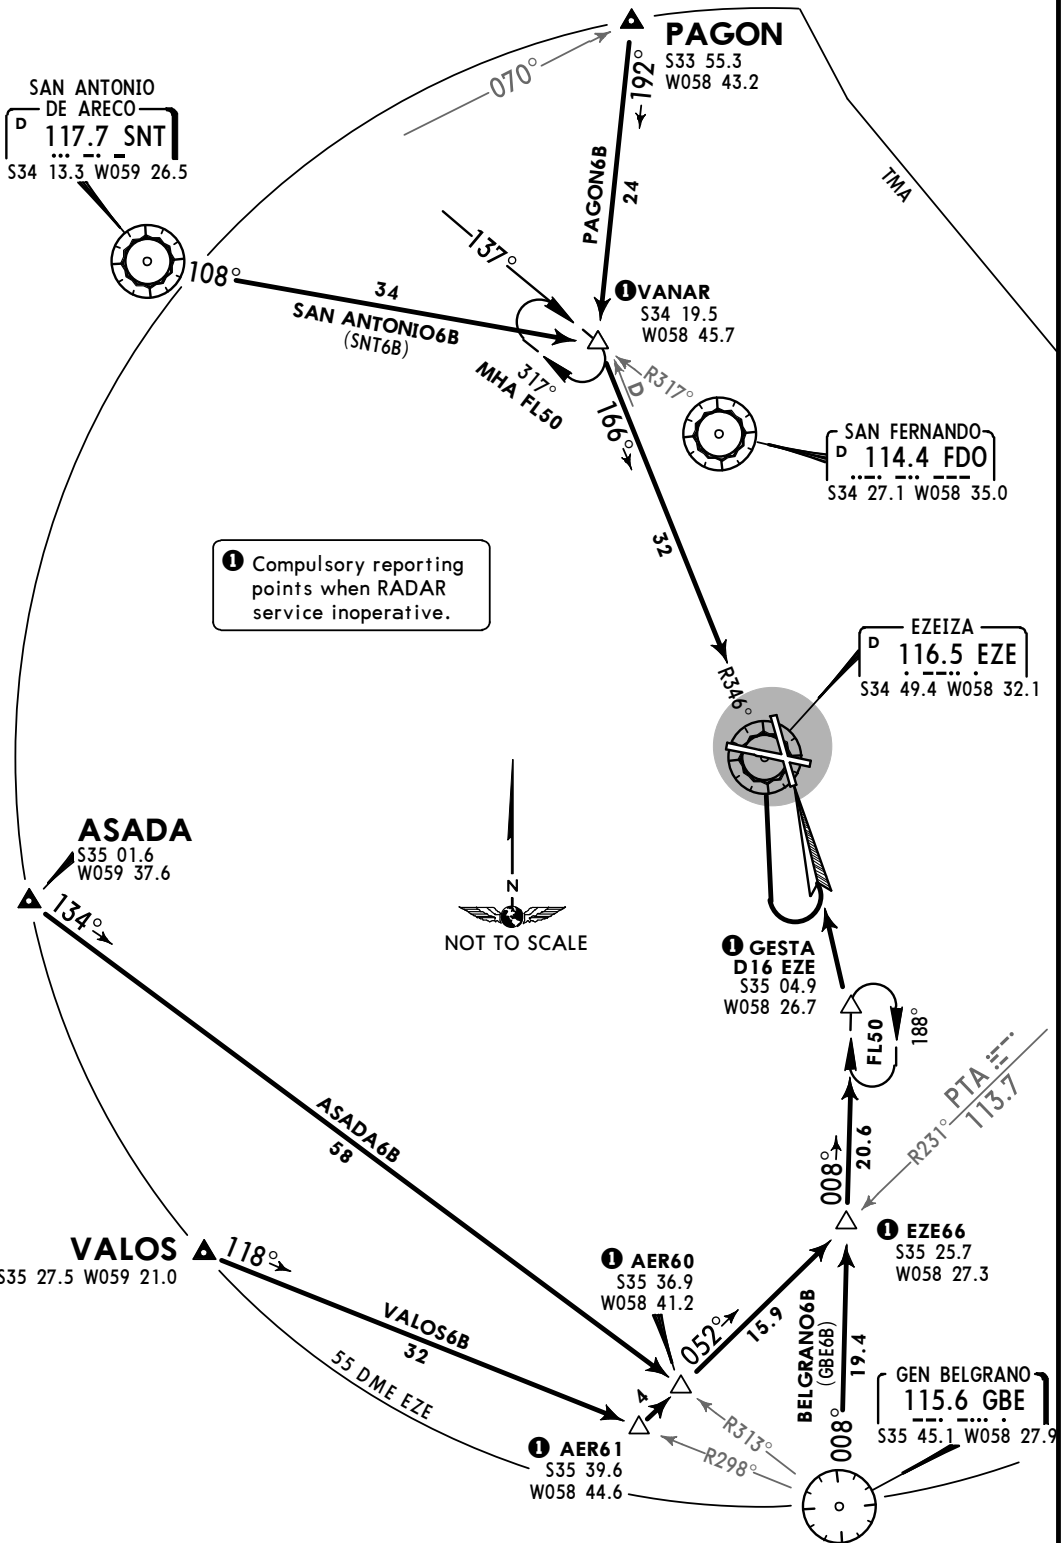 PAGON
S33 55.3
W058 43.2
070°
192°
PAGON6B
24
TMA
SAN ANTONIO
DE ARECO
D 117.7 SNT
S34 13.3 W059 26.5
108°
34
SAN ANTONIO6B
(SNT6B)
137°
317°
MHA FL50
1 VANAR
S34 19.5
W058 45.7
R317°
D
166°
32
SAN FERNANDO
D 114.4 FDO
S34 27.1 W058 35.0
1 Compulsory reporting
points when RADAR
service inoperative.
EZEIZA
D 116.5 EZE
S34 49.4 W058 32.1
R346°
ASADA
S35 01.6
W059 37.6
134°
N
NOT TO SCALE
1 GESTA
D16 EZE
S35 04.9
W058 26.7
FL50
188°
PTA
113.7
R231°
ASADA6B
58
008°
20.6
1 EZE66
S35 25.7
W058 27.3
VALOS
S35 27.5 W059 21.0
118°
VALOS6B
32
55 DME EZE
1 AER60
S35 36.9
W058 41.2
052°
15.9
4
1 AER61
S35 39.6
W058 44.6
R313°
R298°
BELGRANO6B
(GBE6B)
19.4
008°
GEN BELGRANO
115.6 GBE
S35 45.1 W058 27.9